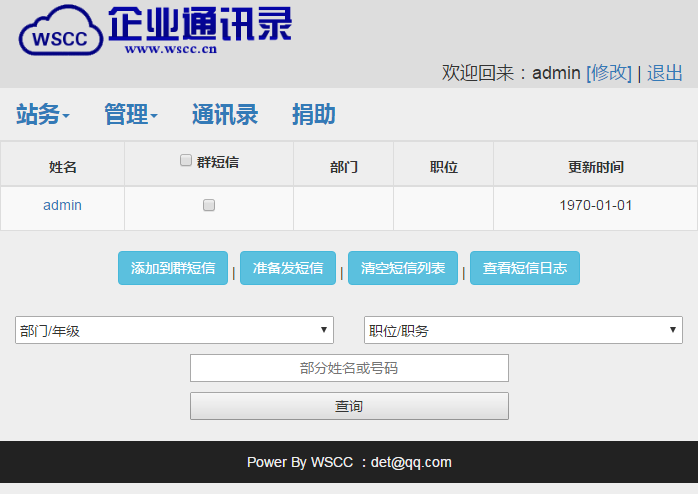 WSCC 企业通讯录
www.wscc.cn
欢迎回来：admin [修改] | 退出
站务 管理 通讯录 捐助
姓名 群短信 部门 职位 更新时间
admin 1970-01-01
添加到群短信 | 准备发短信 | 清空短信列表 | 查看短信日志
部门/年级 职位/职务
部分姓名或号码
查询
Power By WSCC ：det@qq.com